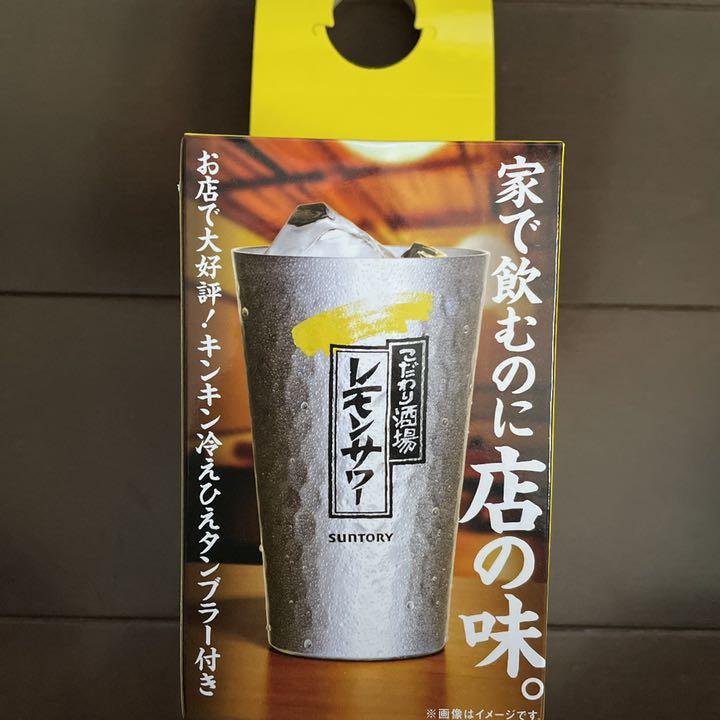 家で飲むのに店の味。
お店で大好評!キンキン冷えひえタンブラー付き
こだわり酒場
レモンサワー
SUNTORY
※画像はイメージです